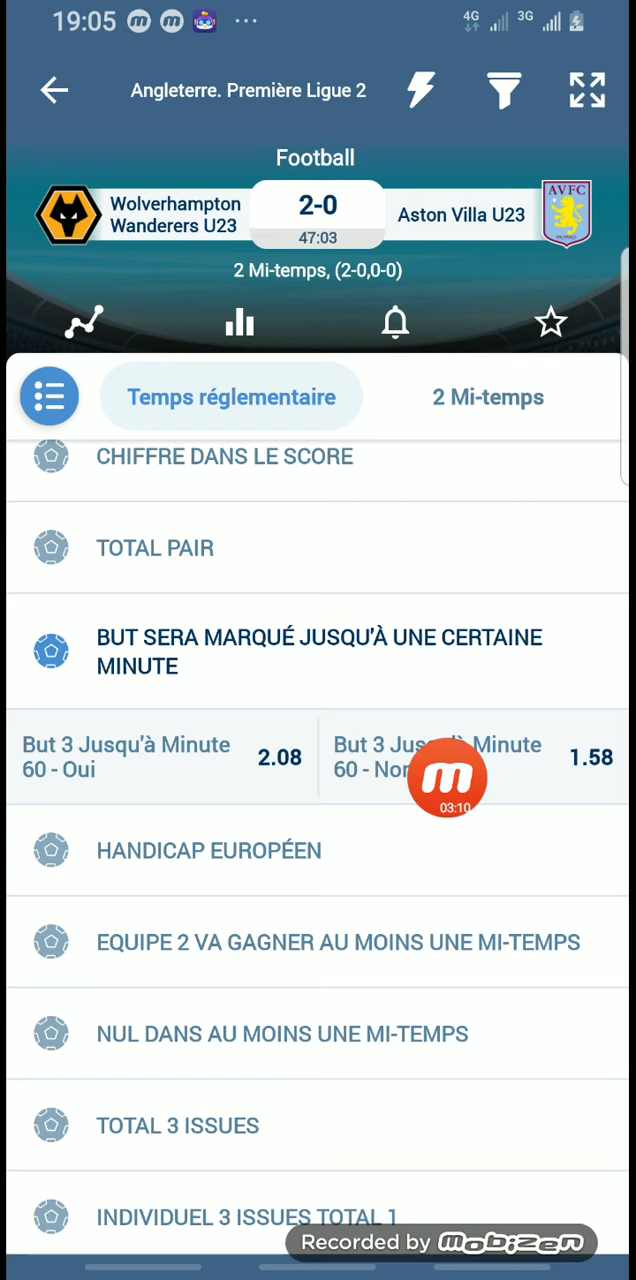 19:05 ··· 4G 3G
Angleterre. Première Ligue 2
Football
Wolverhampton
Wanderers U23
2-0
47:03
Aston Villa U23
AVFC
2 Mi-temps, (2-0,0-0)
Temps réglementaire
2 Mi-temps
CHIFFRE DANS LE SCORE
TOTAL PAIR
BUT SERA MARQUÉ JUSQU'À UNE CERTAINE
MINUTE
But 3 Jusqu'à Minute
60 - Oui
2.08
But 3 Minute
60 -
1.58
m
03:10
HANDICAP EUROPÉEN
EQUIPE 2 VA GAGNER AU MOINS UNE MI-TEMPS
NUL DANS AU MOINS UNE MI-TEMPS
TOTAL 3 ISSUES
INDIVIDUEL 3 ISSUES TOTAL 1
Recorded by mobizen